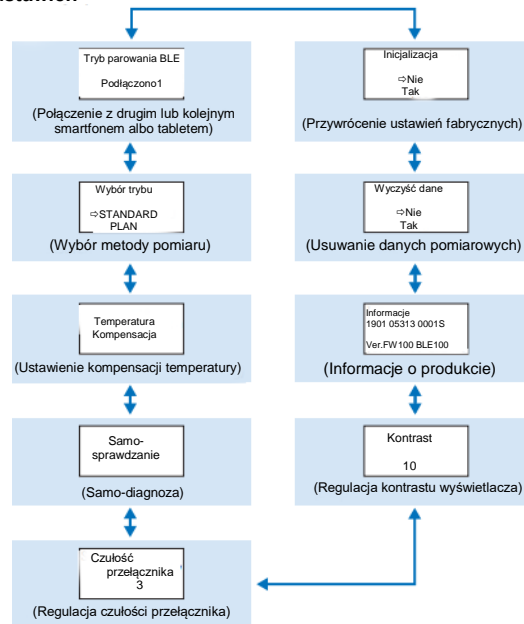 Tryb parowania BLE
Podłączono1
(Połączenie z drugim lub kolejnym
smartfonem albo tabletem)
Wybór trybu
⇨STANDARD
PLAN
(Wybór metody pomiaru)
Temperatura
Kompensacja
(Ustawienie kompensacji temperatury)
Samo-
sprawdzanie
(Samo-diagnoza)
Czułość
przełącznika
3
(Regulacja czułości przełącznika)
Inicjalizacja
⇨Nie
Tak
(Przywrócenie ustawień fabrycznych)
Wyczyść dane
⇨Nie
Tak
(Usuwanie danych pomiarowych)
Informacje
1901 05313 0001S
Ver.FW100 BLE100
(Informacje o produkcie)
Kontrast
10
(Regulacja kontrastu wyświetlacza)